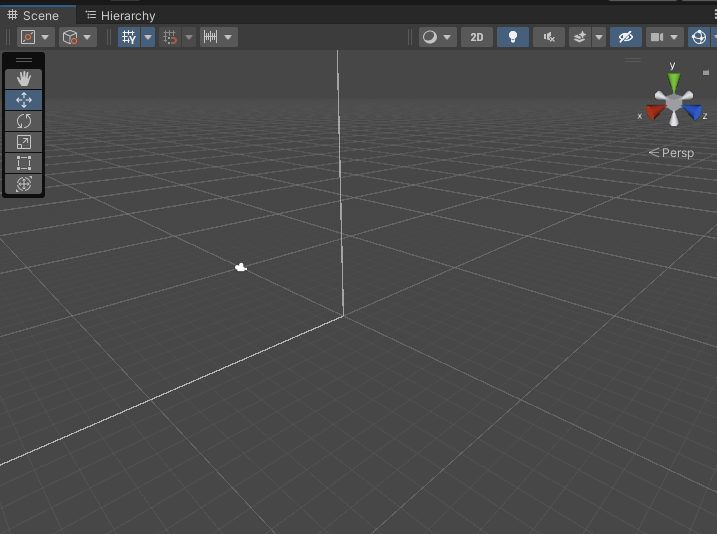 Scene
Hierarchy
Y
2D
y
x
z
Persp